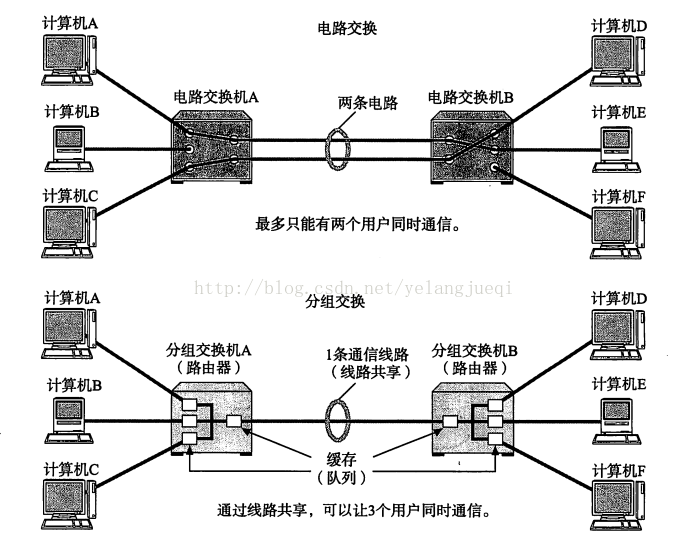 电路交换
计算机A
计算机D
电路交换机A
两条电路
电路交换机B
计算机B
计算机E
计算机C
计算机F
最多只能有两个用户同时通信。
http://blog.csdn.net/yelangjueqi
分组交换
计算机A
计算机D
分组交换机A
(路由器)
1条通信线路
(线路共享)
分组交换机B
(路由器)
计算机B
计算机E
缓存
(队列)
计算机C
计算机F
通过线路共享,可以让3个用户同时通信。